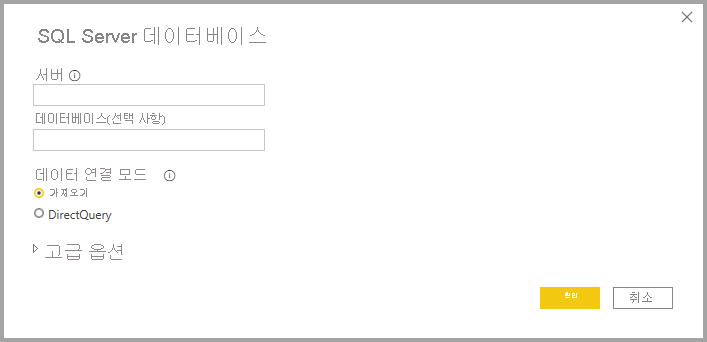 SQL Server 데이터베이스
서버
데이터베이스(선택 사항)
데이터 연결 모드
가져오기
DirectQuery
고급 옵션
취소